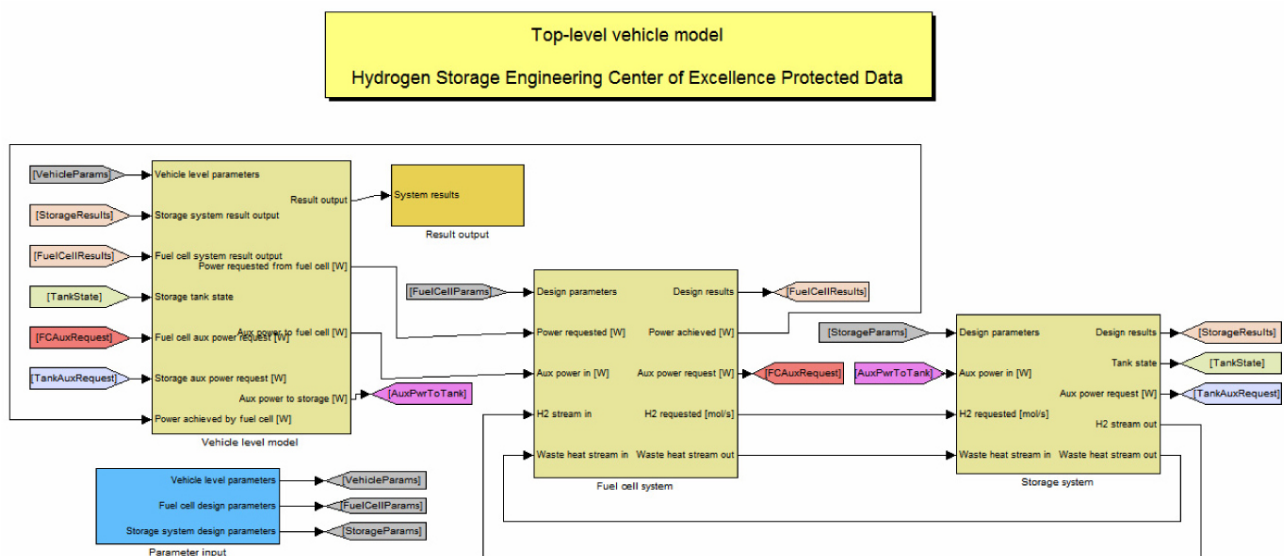 Top-level vehicle model
Hydrogen Storage Engineering Center of Excellence Protected Data
[VehicleParams]
[StorageResults]
[FuelCellResults]
[TankState]
[FCAuxRequest]
[TankAuxRequest]
Vehicle level parameters
Storage system result output
Fuel cell system result output
Storage tank state
Fuel cell aux power request [W]
Storage aux power request [W]
Power achieved by fuel cell [W]
Result output
Power requested from fuel cell [W]
Aux power to fuel cell [W]
Aux power to storage [W]
Vehicle level model
System results
Result output
[AuxPwrToTank]
[FuelCellParams]
Design parameters
Power requested [W]
Aux power in [W]
H2 stream in
Waste heat stream in
Design results
Power achieved [W]
Aux power request [W]
H2 requested [mol/s]
Waste heat stream out
Fuel cell system
[FuelCellResults]
[FCAuxRequest]
[StorageParams]
[AuxPwrToTank]
Design parameters
Aux power in [W]
H2 requested [mol/s]
Waste heat stream in
Design results
Tank state
Aux power request [W]
H2 stream out
Waste heat stream out
Storage system
[StorageResults]
[TankState]
[TankAuxRequest]
Vehicle level parameters
Fuel cell design parameters
Storage system design parameters
Parameter input
[VehicleParams]
[FuelCellParams]
[StorageParams]